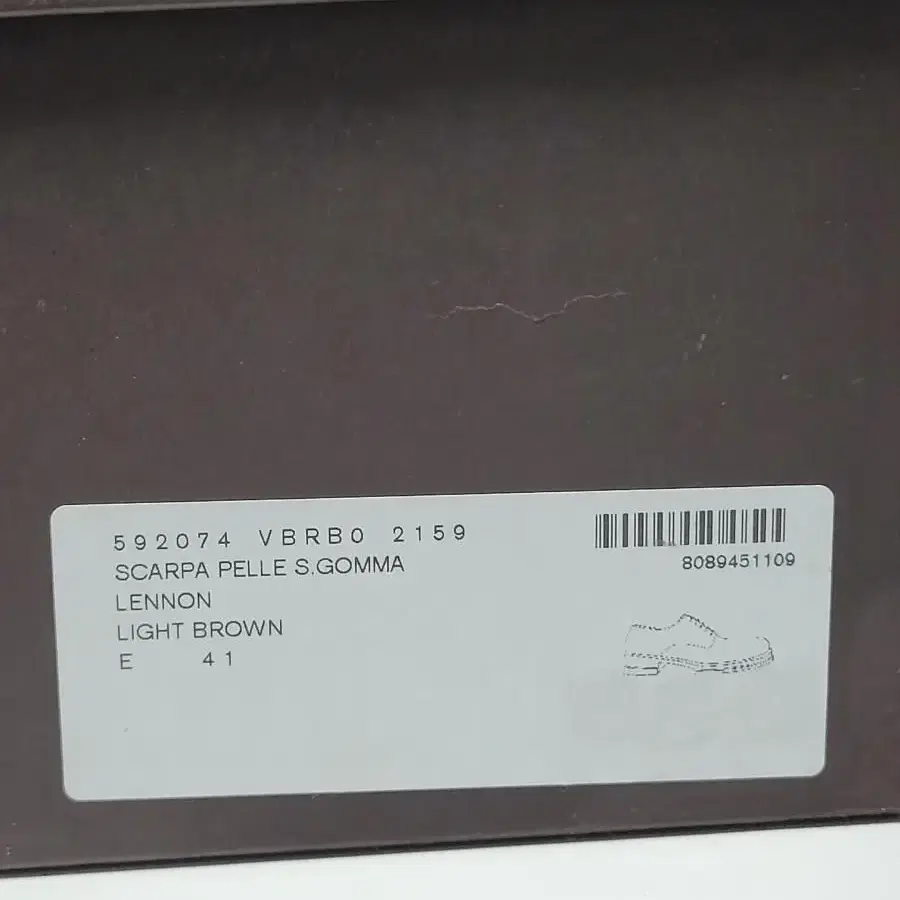 592074 VBRB0 2159
SCARPA PELLE S.GOMMA
LENNON
LIGHT BROWN
E 41
8089451109